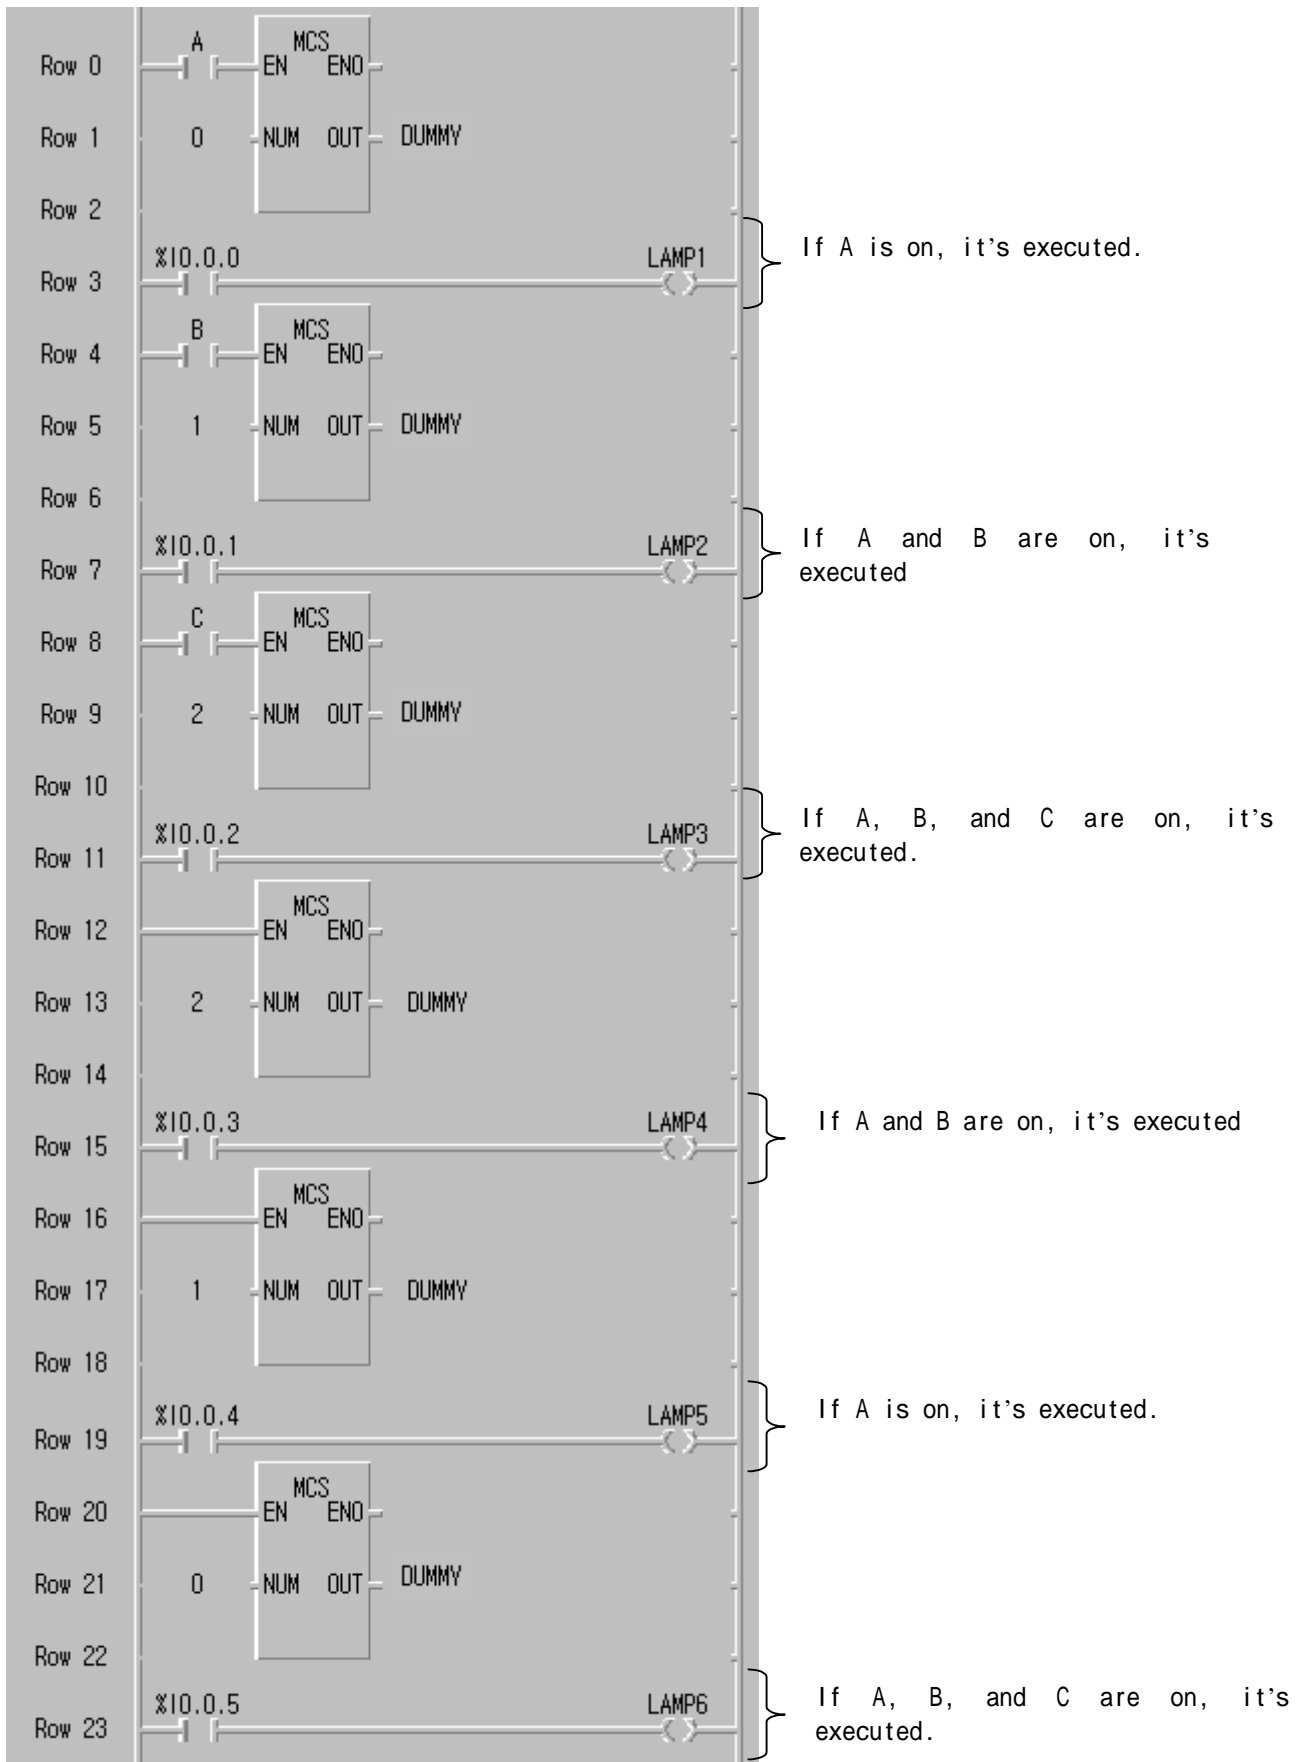 A
MCS
Row 0 EN ENO
Row 1 0 NUM OUT DUMMY
Row 2
If A is on, it’s executed.
%I0.0.0 LAMP1
Row 3
B
MCS
Row 4 EN ENO
Row 5 1 NUM OUT DUMMY
Row 6
If A and B are on, it’s
executed
%I0.0.1 LAMP2
Row 7
C
MCS
Row 8 EN ENO
Row 9 2 NUM OUT DUMMY
Row 10
If A, B, and C are on, it’s
executed.
%I0.0.2 LAMP3
Row 11
MCS
Row 12 EN ENO
Row 13 2 NUM OUT DUMMY
Row 14
If A and B are on, it’s executed
%I0.0.3 LAMP4
Row 15
MCS
Row 16 EN ENO
Row 17 1 NUM OUT DUMMY
Row 18
If A is on, it’s executed.
%I0.0.4 LAMP5
Row 19
MCS
Row 20 EN ENO
Row 21 0 NUM OUT DUMMY
Row 22
If A, B, and C are on, it’s
executed.
%I0.0.5 LAMP6
Row 23